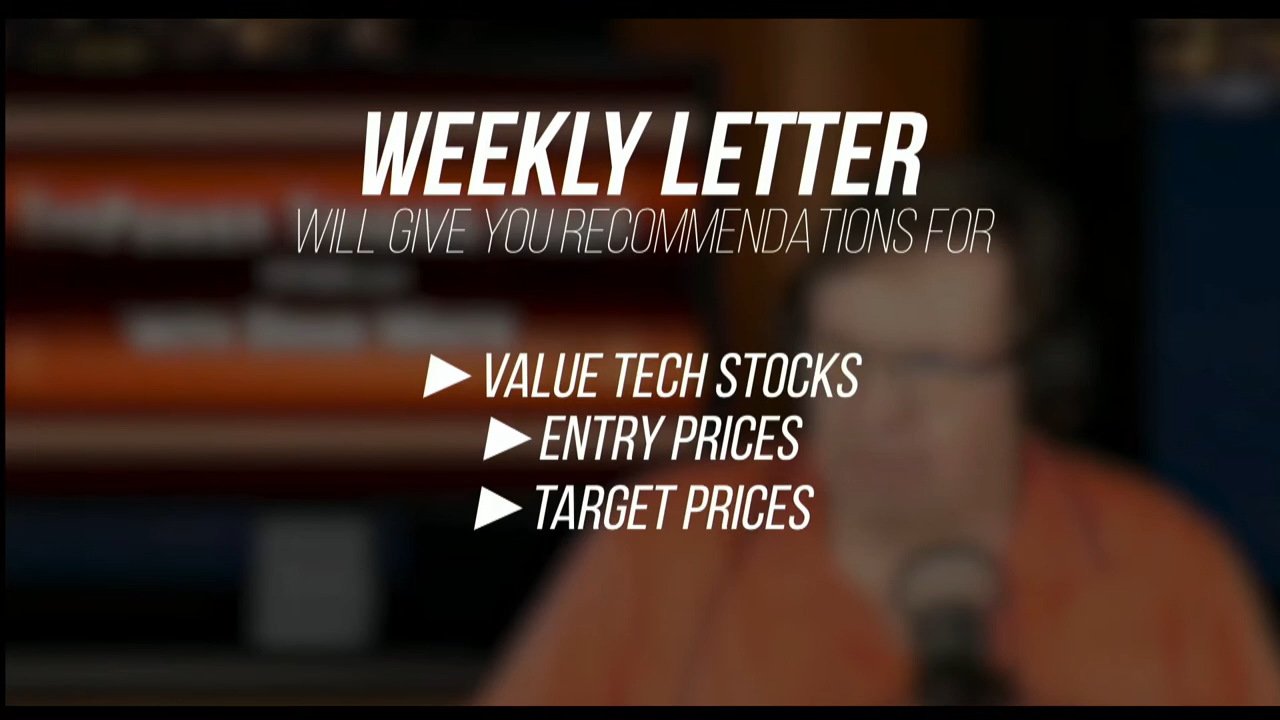 WEEKLY LETTER
WILL GIVE YOU RECOMMENDATIONS FOR
▶ VALUE TECH STOCKS
▶ ENTRY PRICES
▶ TARGET PRICES